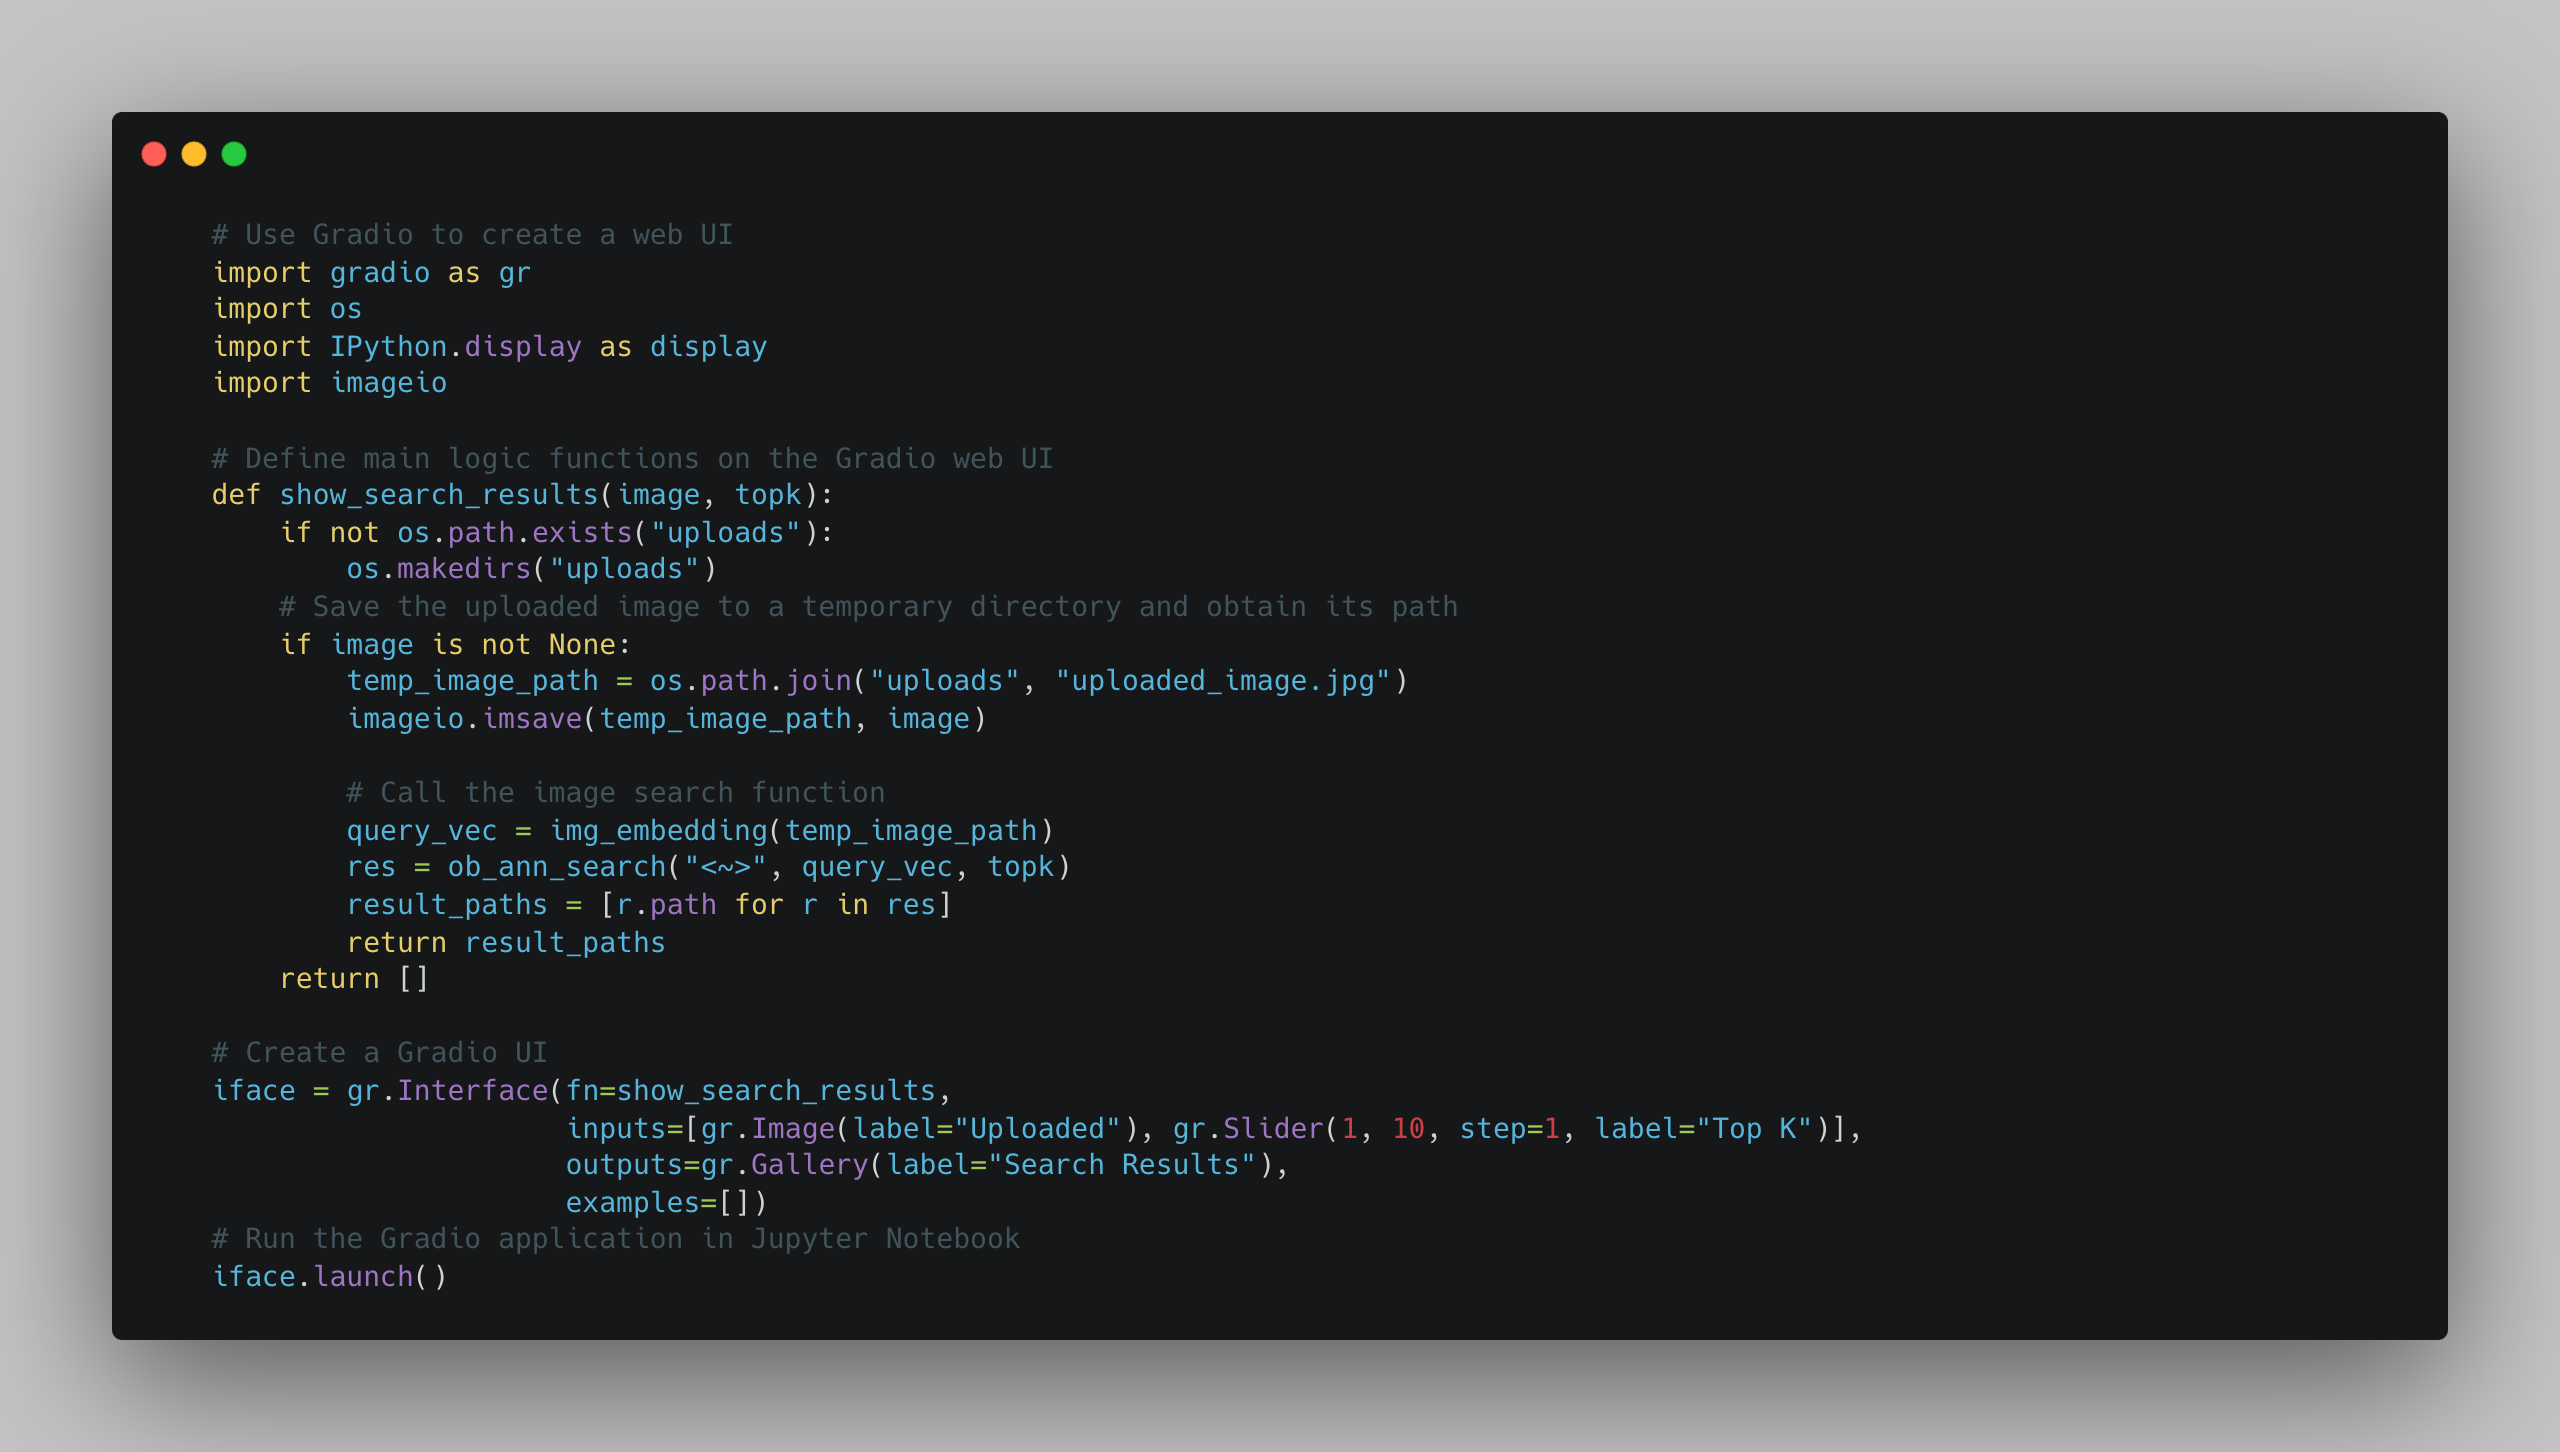 # Use Gradio to create a web UI
import gradio as gr
import os
import IPython.display as display
import imageio

# Define main logic functions on the Gradio web UI
def show_search_results(image, topk):
    if not os.path.exists("uploads"):
        os.makedirs("uploads")
    # Save the uploaded image to a temporary directory and obtain its path
    if image is not None:
        temp_image_path = os.path.join("uploads", "uploaded_image.jpg")
        imageio.imsave(temp_image_path, image)

        # Call the image search function
        query_vec = img_embedding(temp_image_path)
        res = ob_ann_search("<~>", query_vec, topk)
        result_paths = [r.path for r in res]
        return result_paths
    return []

# Create a Gradio UI
iface = gr.Interface(fn=show_search_results,
                     inputs=[gr.Image(label="Uploaded"), gr.Slider(1, 10, step=1, label="Top K")],
                     outputs=gr.Gallery(label="Search Results"),
                     examples=[])
# Run the Gradio application in Jupyter Notebook
iface.launch()